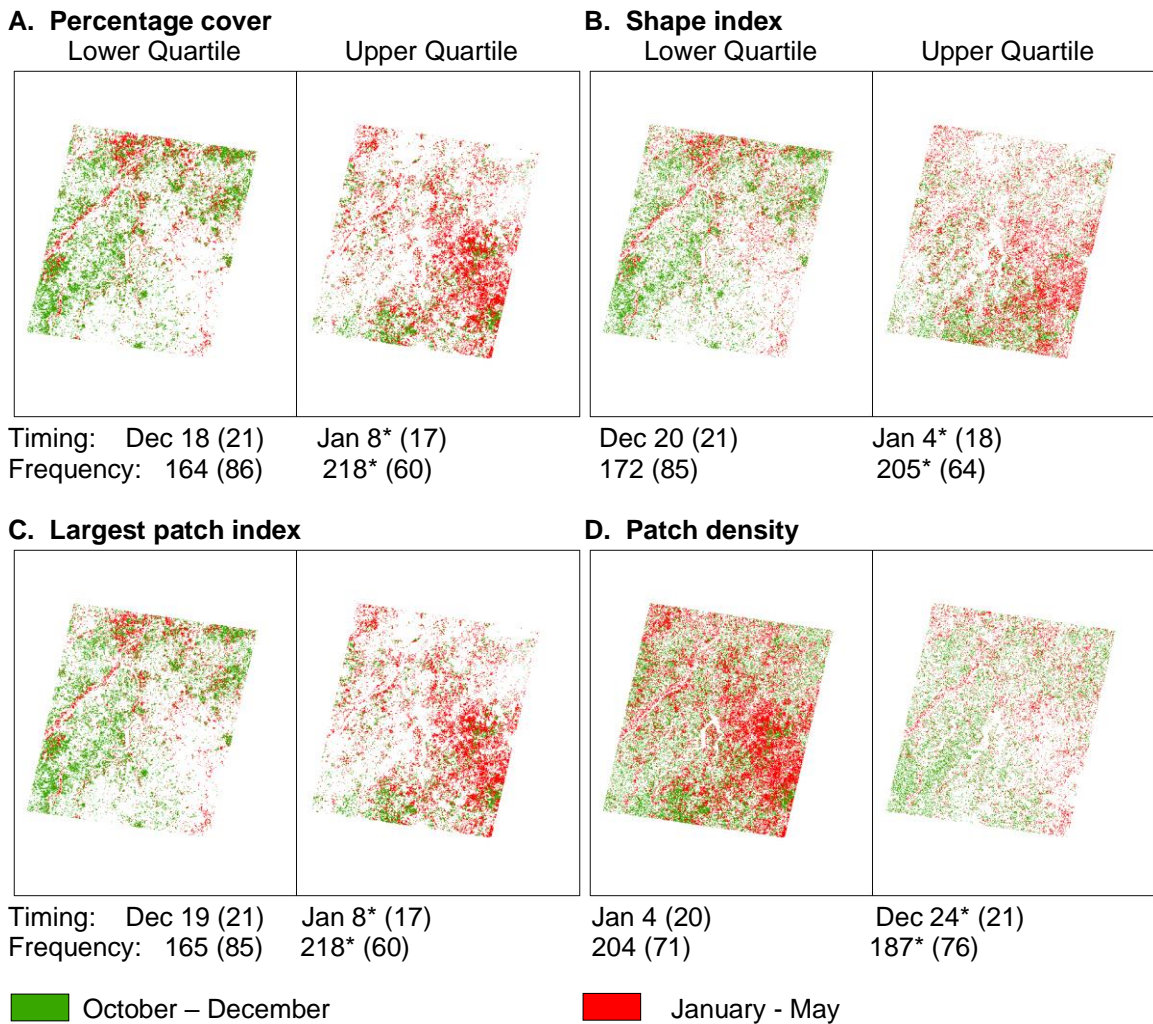 A. Percentage cover
Lower Quartile Upper Quartile
B. Shape index
Lower Quartile Upper Quartile
Timing: Dec 18 (21) Jan 8* (17) Dec 20 (21) Jan 4* (18)
Frequency: 164 (86) 218* (60) 172 (85) 205* (64)
C. Largest patch index
D. Patch density
Timing: Dec 19 (21) Jan 8* (17) Jan 4 (20) Dec 24* (21)
Frequency: 165 (85) 218* (60) 204 (71) 187* (76)
October – December
January - May